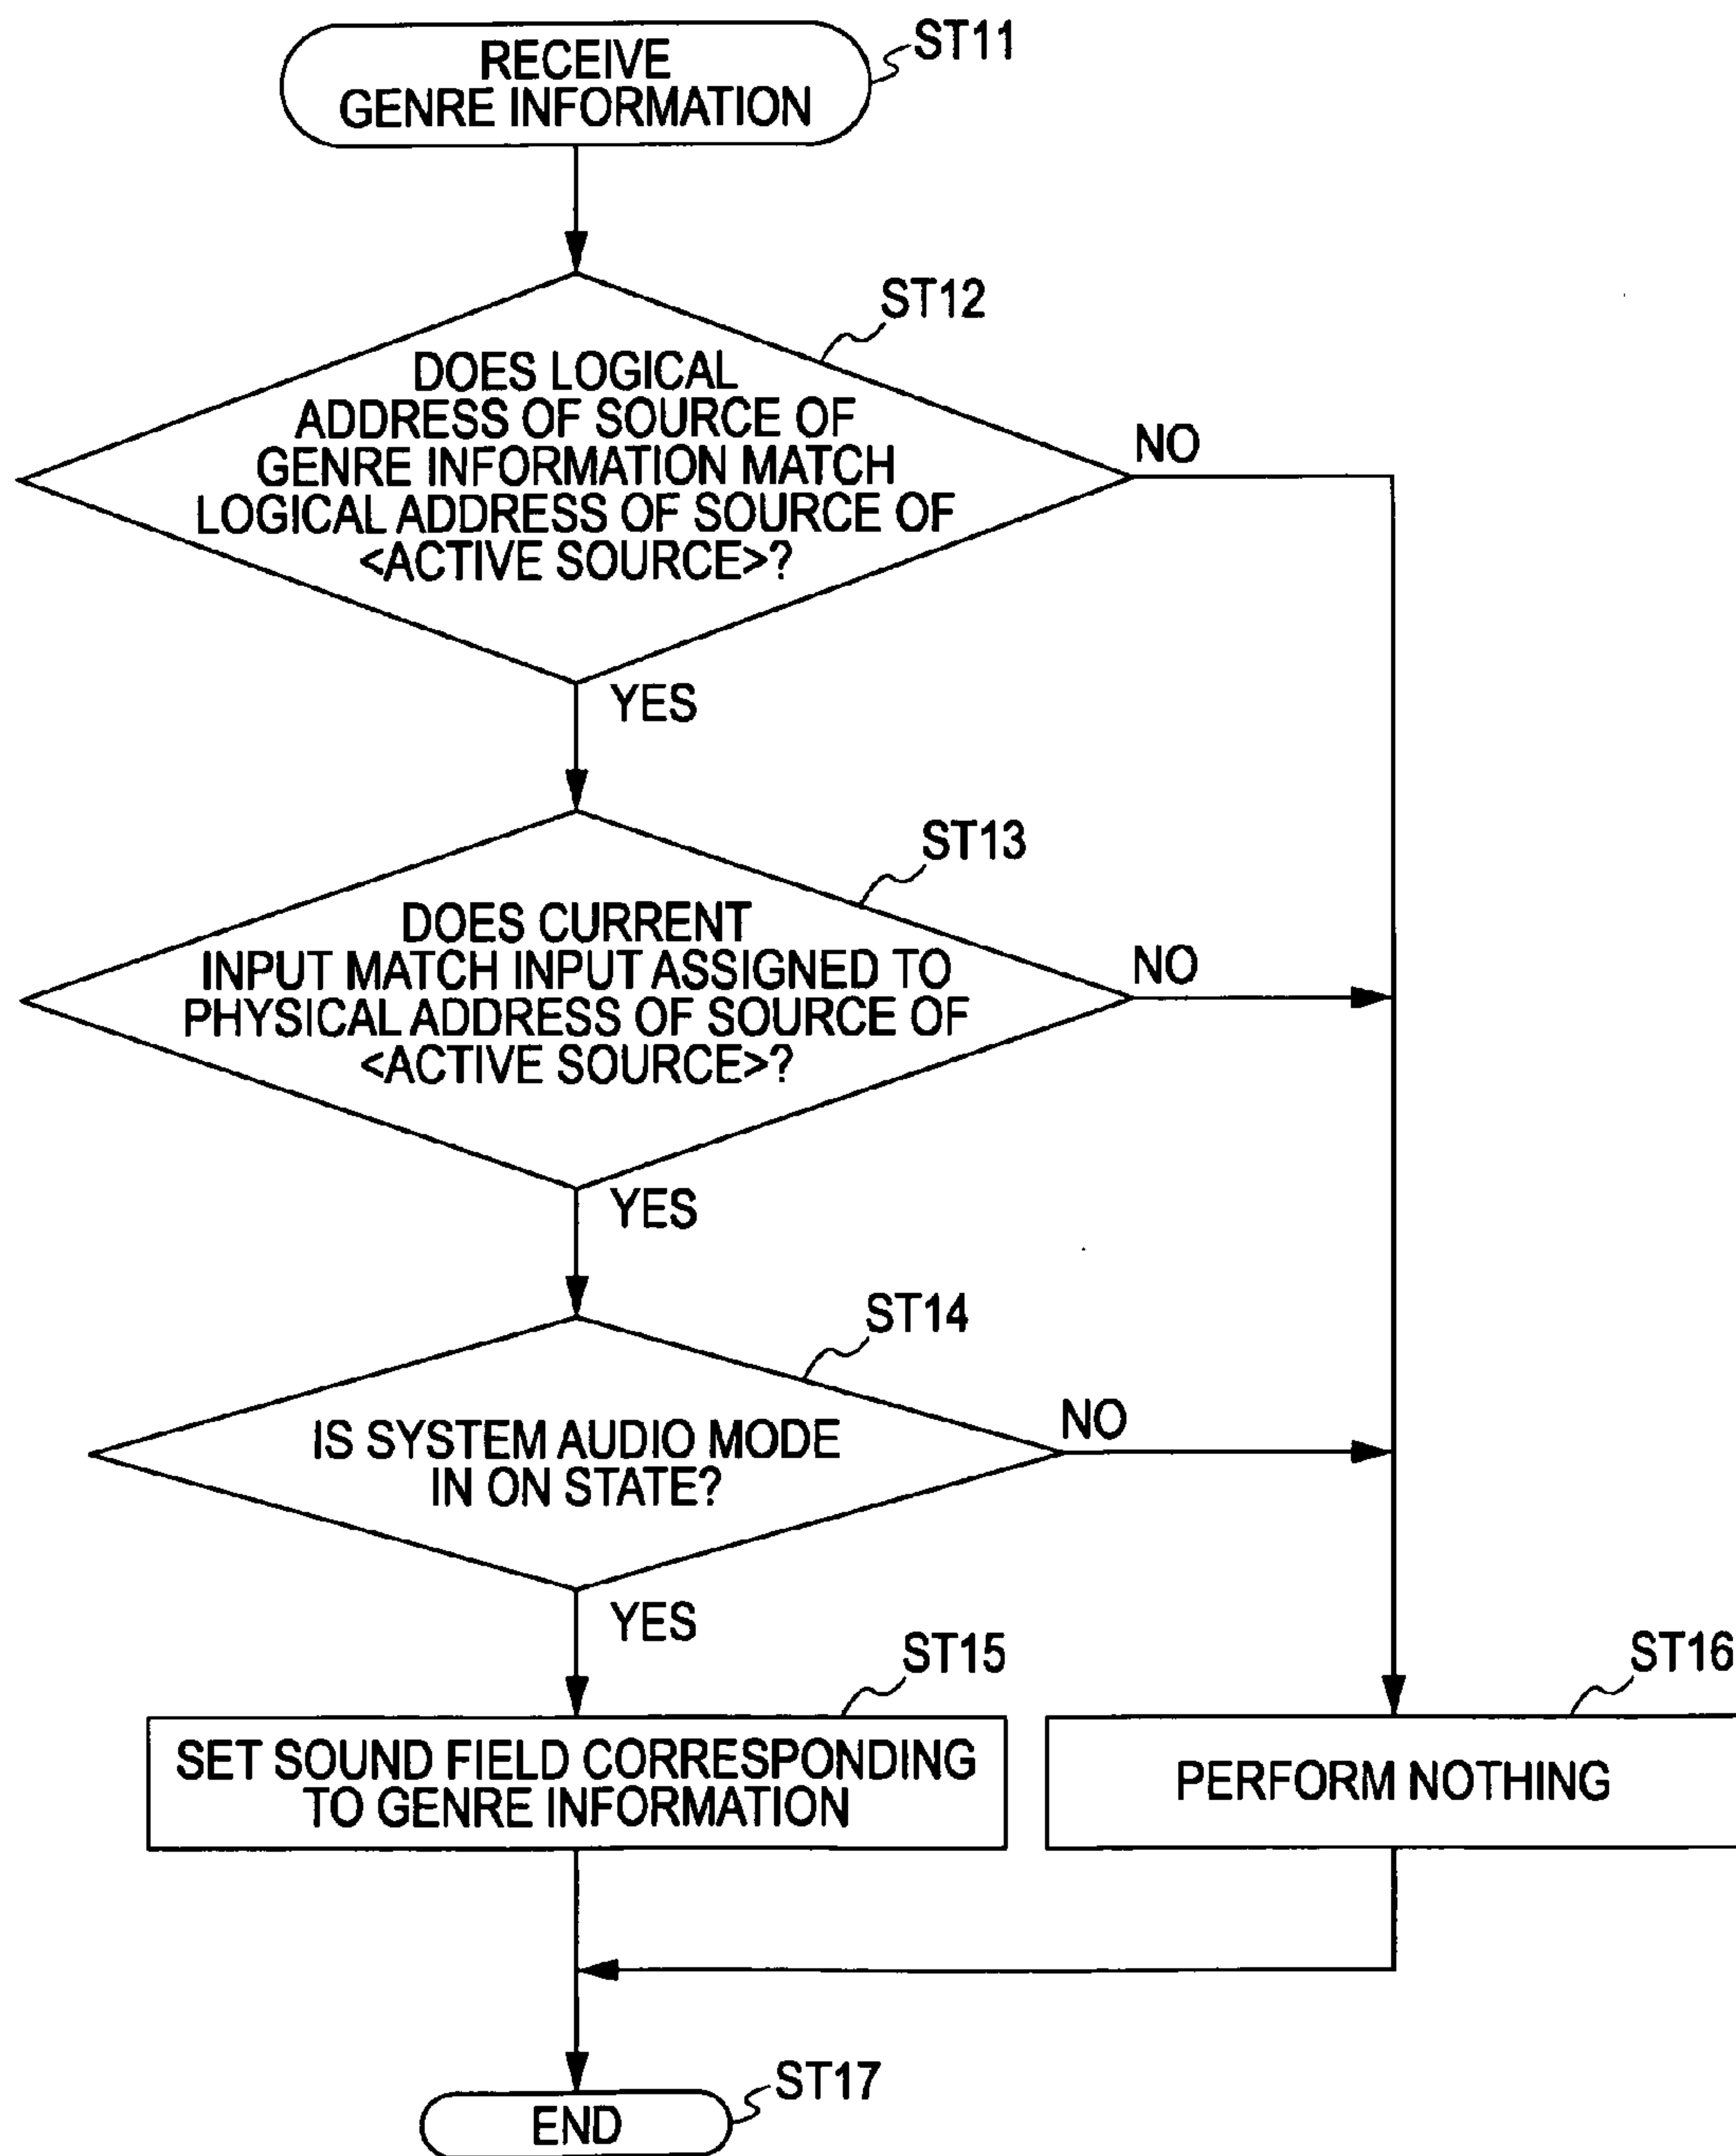 RECEIVE
GENRE INFORMATION
ST11
ST12
DOES LOGICAL
ADDRESS OF SOURCE OF
GENRE INFORMATION MATCH
LOGICAL ADDRESS OF SOURCE OF
<ACTIVE SOURCE>?
NO
YES
ST13
DOES CURRENT
INPUT MATCH INPUT ASSIGNED TO
PHYSICAL ADDRESS OF SOURCE OF
<ACTIVE SOURCE>?
NO
YES
ST14
IS SYSTEM AUDIO MODE
IN ON STATE?
NO
YES
ST15
SET SOUND FIELD CORRESPONDING
TO GENRE INFORMATION
ST16
PERFORM NOTHING
ST17
END